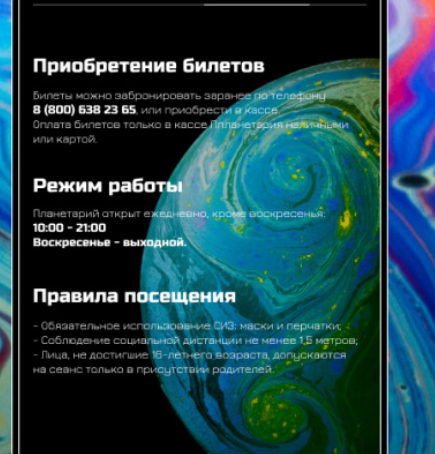 Приобретение билетов
Билеты можно забронировать заранее по телефону
8 (800) 638 23 65, или приобрести в кассе.
Оплата билетов только в кассе Планетария наличными
или картой.
Режим работы
Планетарий открыт ежедневно, кроме воскресенья:
10:00 - 21:00
Воскресенье - выходной.
Правила посещения
- Обязательное использование СИЗ: маски и перчатки;
- Соблюдение социальной дистанции не менее 1,5 метров;
- Лица, не достигшие 16-летнего возраста, допускаются
на сеанс только в присутствии родителей.